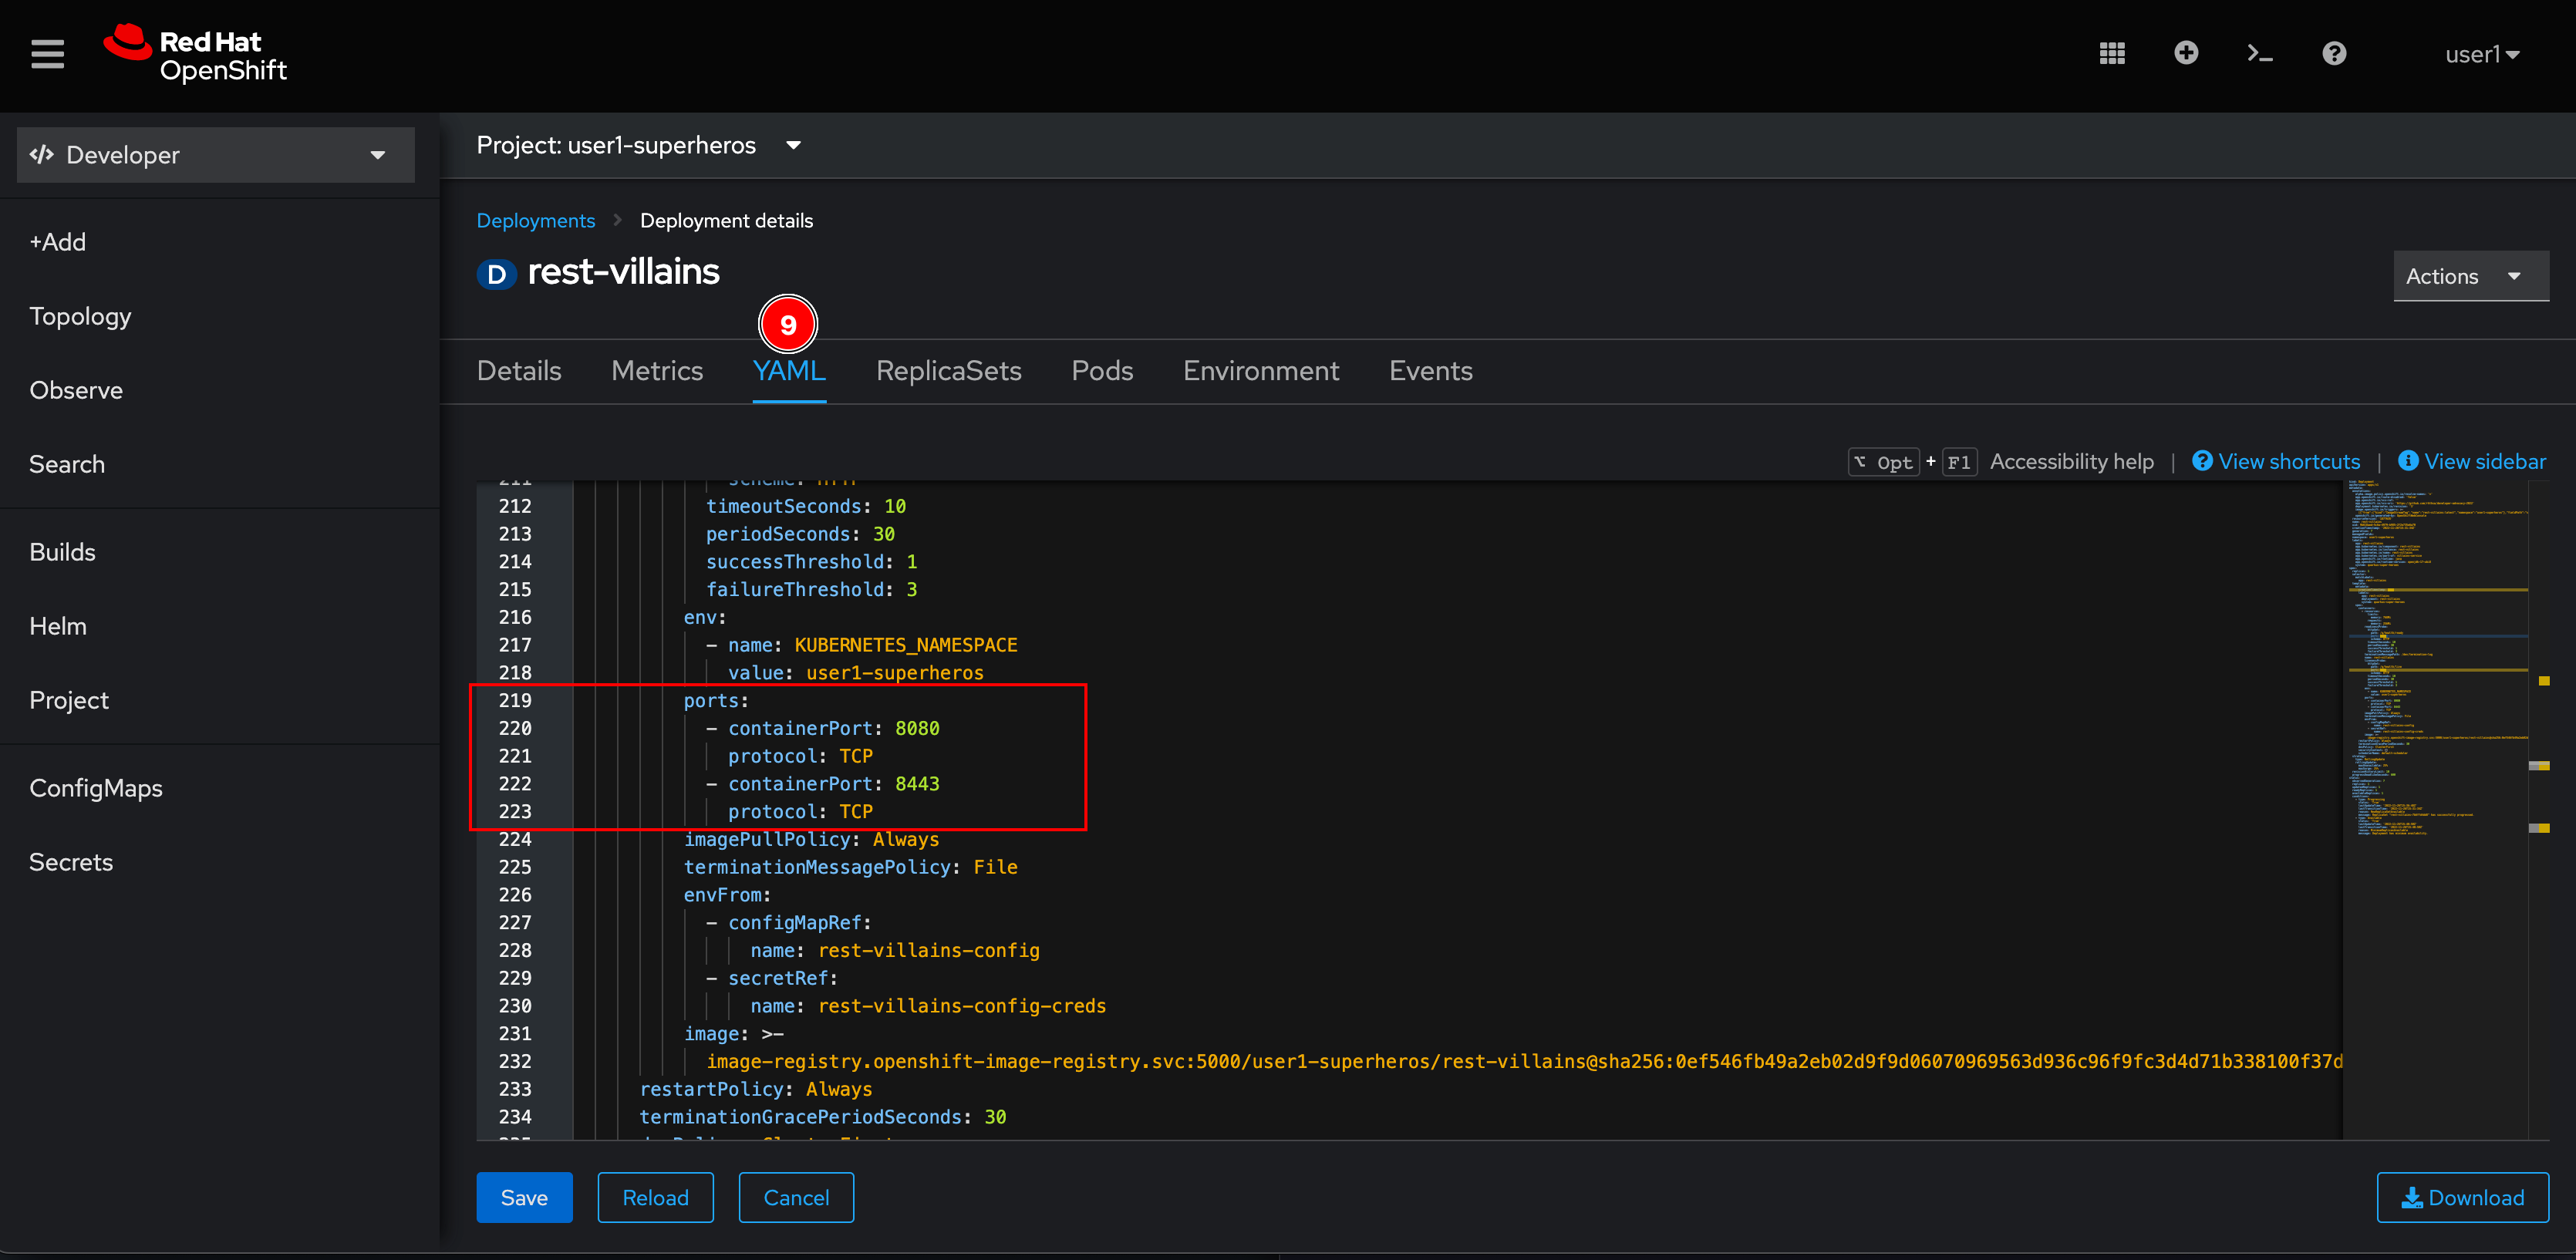 Red Hat
OpenShift
user1
Developer
Project: user1-superheros
+Add
Topology
Observe
Search
Builds
Helm
Project
ConfigMaps
Secrets
Deployments > Deployment details
D rest-villains
Actions
9
Details Metrics YAML ReplicaSets Pods Environment Events
⌥ Opt + F1 Accessibility help | View shortcuts | View sidebar
211 scheme: HTTP
212 timeoutSeconds: 10
213 periodSeconds: 30
214 successThreshold: 1
215 failureThreshold: 3
216 env:
217 - name: KUBERNETES_NAMESPACE
218 value: user1-superheros
219 ports:
220 - containerPort: 8080
221 protocol: TCP
222 - containerPort: 8443
223 protocol: TCP
224 imagePullPolicy: Always
225 terminationMessagePolicy: File
226 envFrom:
227 - configMapRef:
228 name: rest-villains-config
229 - secretRef:
230 name: rest-villains-config-creds
231 image: >-
232 image-registry.openshift-image-registry.svc:5000/user1-superheros/rest-villains@sha256:0ef546fb49a2eb02d9f9d06070969563d936c96f9fc3d4d71b338100f37d
233 restartPolicy: Always
234 terminationGracePeriodSeconds: 30
Save Reload Cancel Download